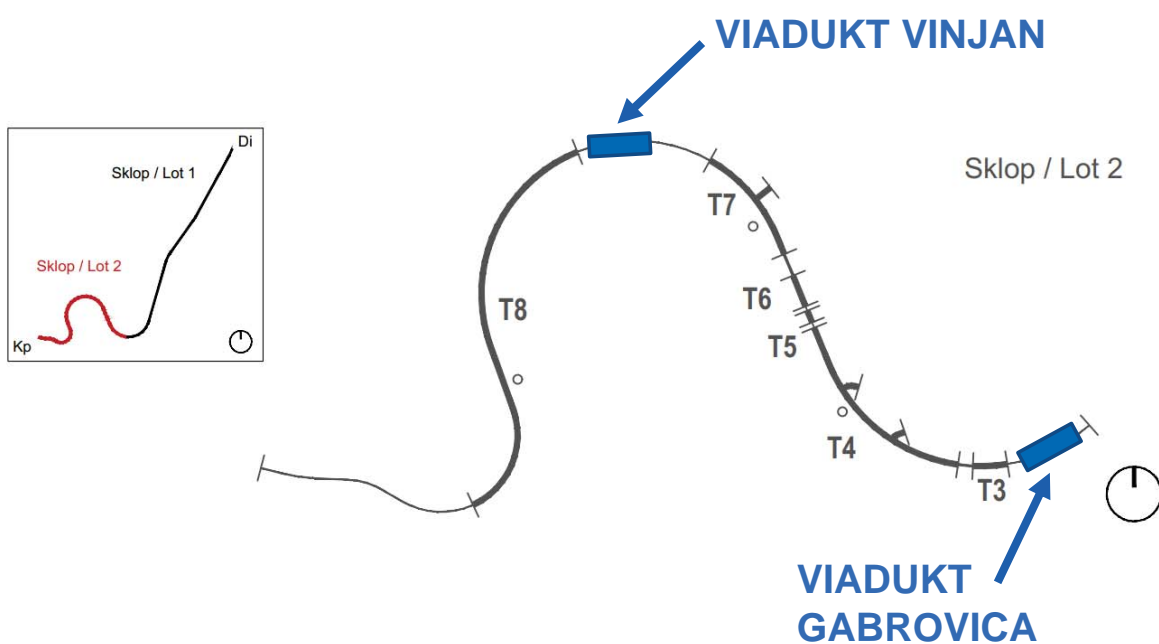 VIADUKT VINJAN
Di
Sklop / Lot 1
Sklop / Lot 2
Kp
Sklop / Lot 2
T7
T6
T8
T5
T4
T3
VIADUKT
GABROVICA